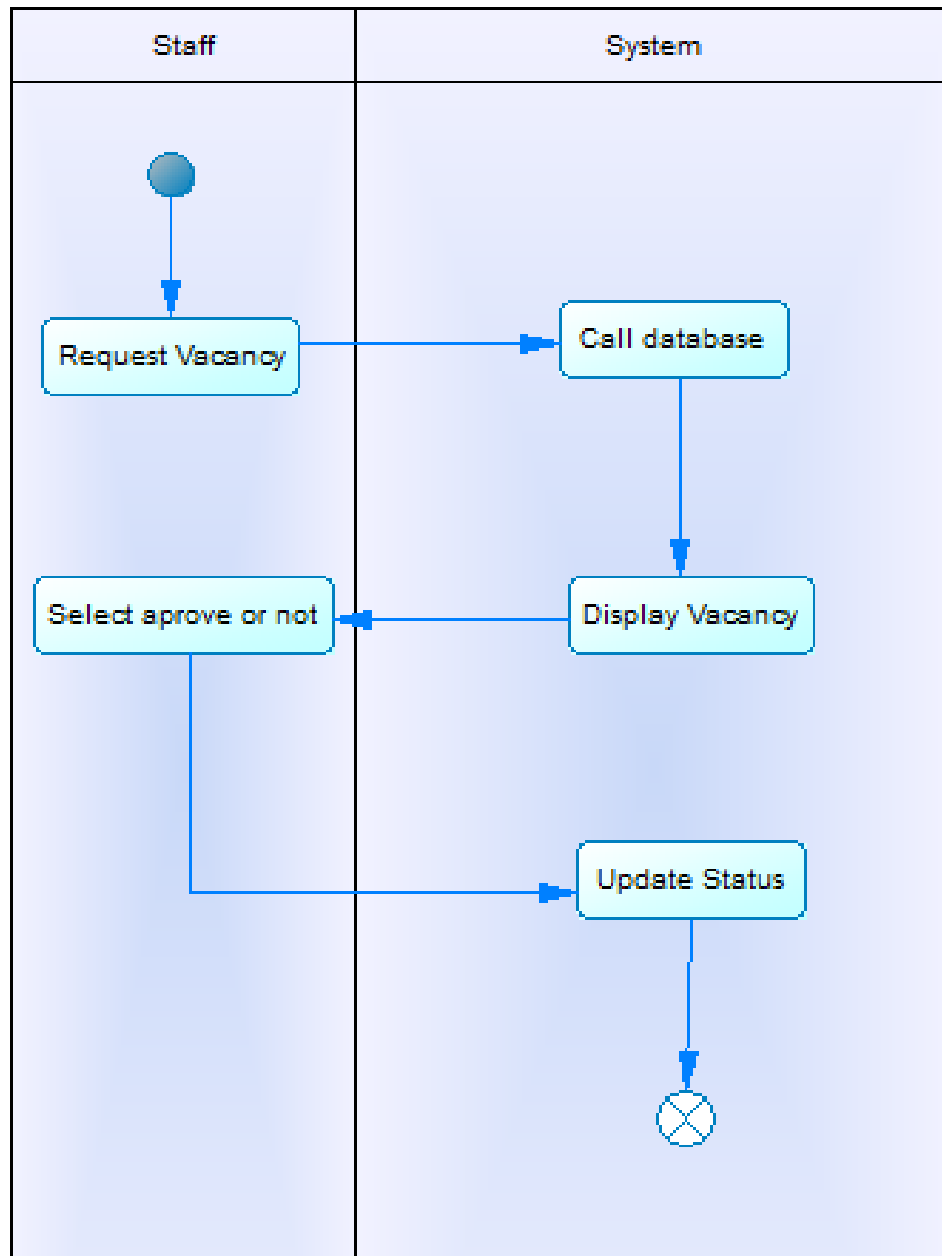 Staff
System
Request Vacancy
Call database
Select aprove or not
Display Vacancy
Update Status